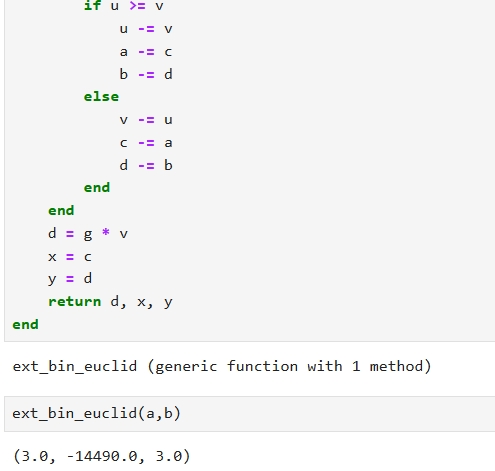 if u >= v
u -= v
a -= c
b -= d
else
v -= u
c -= a
d -= b
end
end
d = g * v
x = c
y = d
return d, x, y
end
ext_bin_euclid (generic function with 1 method)
ext_bin_euclid(a,b)
(3.0, -14490.0, 3.0)